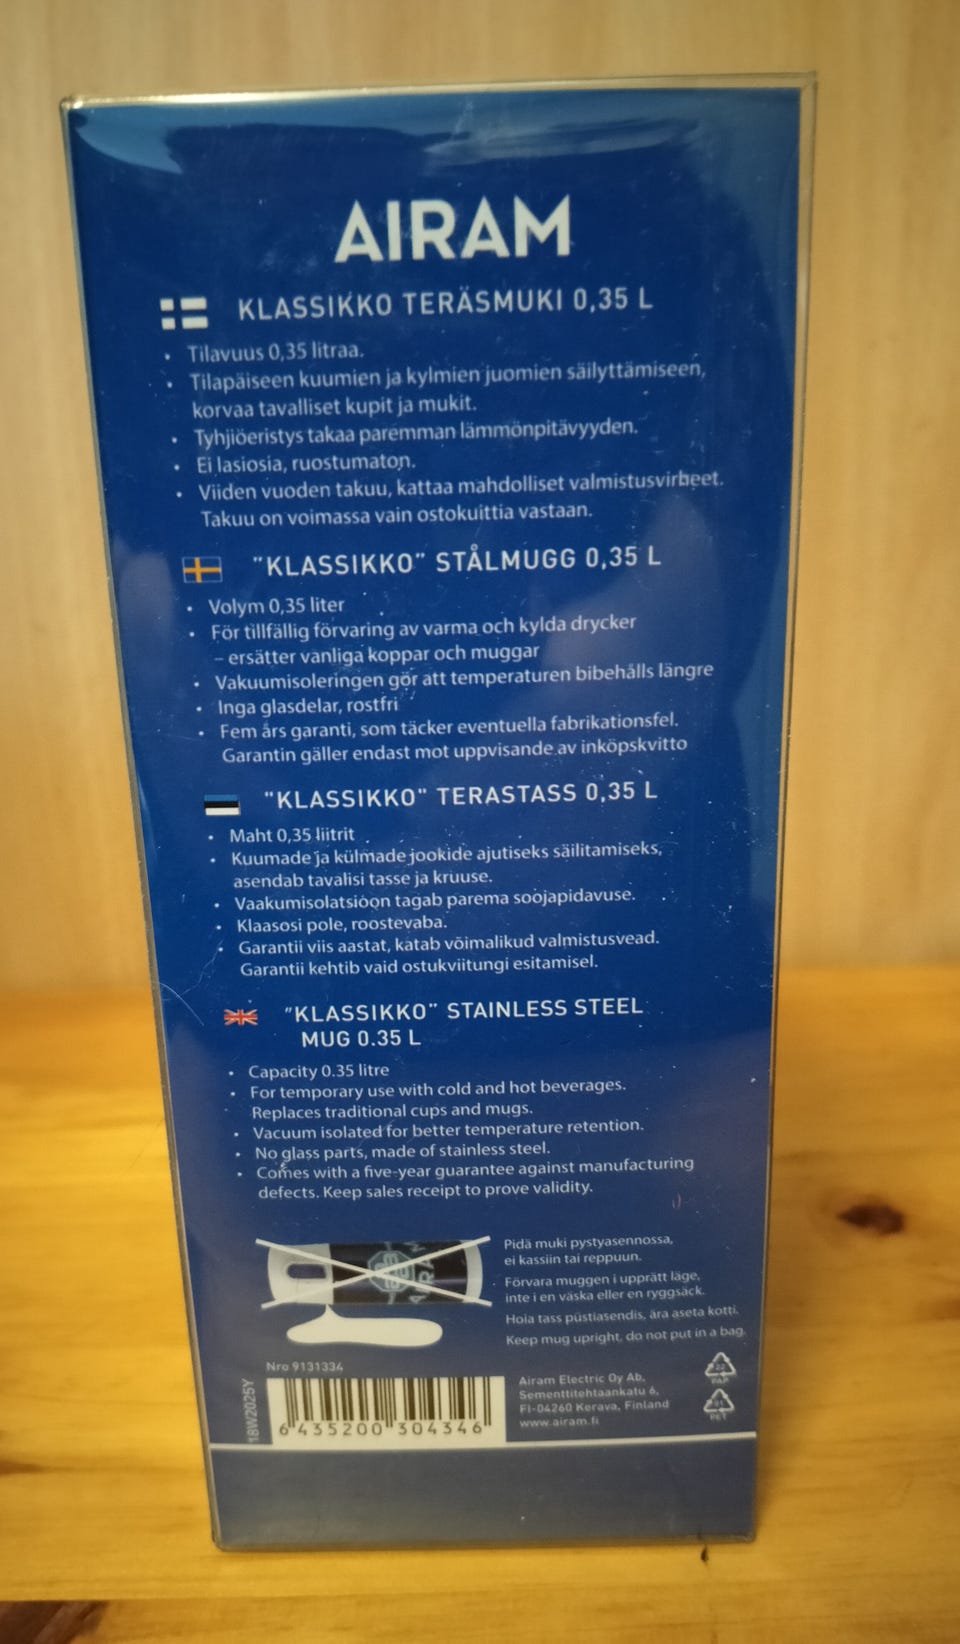 AIRAM
KLASSIKKO TERÄSMUKI 0,35 L
• Tilavuus 0,35 litraa.
• Tilapäiseen kuumien ja kylmien juomien säilyttämiseen,
korvaa tavalliset kupit ja mukit.
• Tyhjiöeristys takaa paremman lämmönpitävyyden.
• Ei lasiosia, ruostumaton.
• Viiden vuoden takuu, kattaa mahdolliset valmistusvirheet.
Takuu on voimassa vain ostokuittia vastaan.
"KLASSIKKO" STÅLMUGG 0,35 L
• Volym 0,35 liter
• För tillfällig förvaring av varma och kylda drycker
– ersätter vanliga koppar och muggar
• Vakuumisoleringen gör att temperaturen bibehålls längre
• Inga glasdelar, rostfri
• Fem års garanti, som täcker eventuella fabrikationsfel.
Garantin gäller endast mot uppvisande av inköpskvitto
"KLASSIKKO" TERASTASS 0,35 L
• Maht 0,35 liitrit
• Kuumade ja külmade jookide ajutiseks säilitamiseks,
asendab tavalisi tasse ja kruuse.
• Vaakumisolatsioon tagab parema soojapidavuse.
• Klaasosi pole, roostevaba.
• Garantii viis aastat, katab võimalikud valmistusvead.
Garantii kehtib vaid ostukviitungi esitamisel.
"KLASSIKKO" STAINLESS STEEL
MUG 0.35 L
• Capacity 0.35 litre
• For temporary use with cold and hot beverages.
Replaces traditional cups and mugs.
• Vacuum isolated for better temperature retention.
• No glass parts, made of stainless steel.
• Comes with a five-year guarantee against manufacturing
defects. Keep sales receipt to prove validity.
AIRAM
Pidä muki pystyasennossa,
ei kassiin tai reppuun.
Förvara muggen i upprätt läge,
inte i en väska eller en ryggsäck.
Hoia tass püstiasendis, ära aseta kotti.
Keep mug upright, do not put in a bag.
Nro 9131334
18W2025Y
6 435200 304346
Airam Electric Oy Ab,
Sementtitehtaankatu 6,
FI-04260 Kerava, Finland
www.airam.fi
22
PAP
01
PET